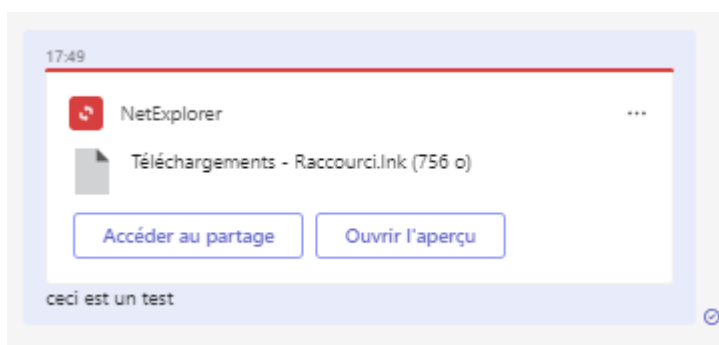 17:49
NetExplorer
Téléchargements - Raccourci.lnk (756 o)
Accéder au partage
Ouvrir l'aperçu
ceci est un test